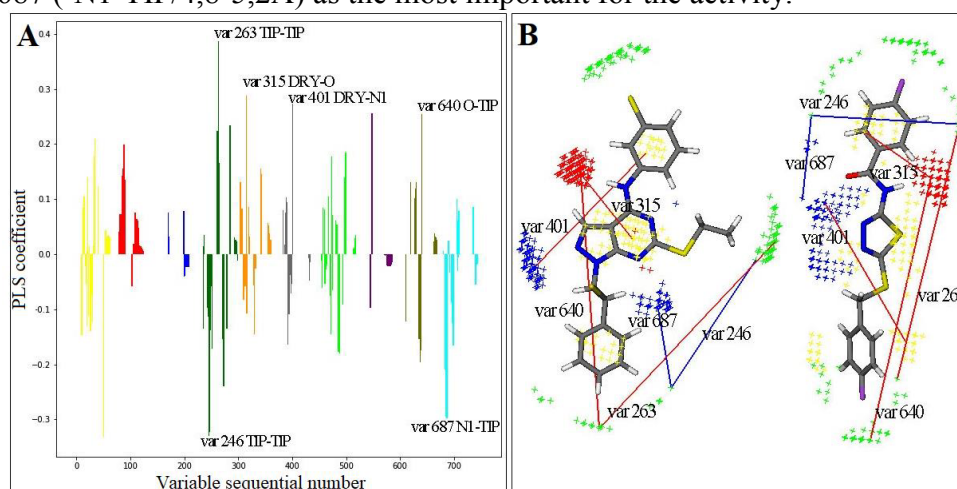 687 ( N1-TIP74,8-5,2Å) as the most important for the activity.
A
var 263 TIP-TIP
var 315 DRY-O
var 401 DRY-N1
var 640 O-TIP
var 246 TIP-TIP
var 687 N1-TIP
PLS coefficient
0.4
0.3
0.2
0.1
0.0
−0.1
−0.2
−0.3
0 100 200 300 400 500 600 700
Variable sequential number
B
var 315
var 401
var 640
var 687
var 246
var 263
var 246
var 687
var 313
var 401
var 26
var 640